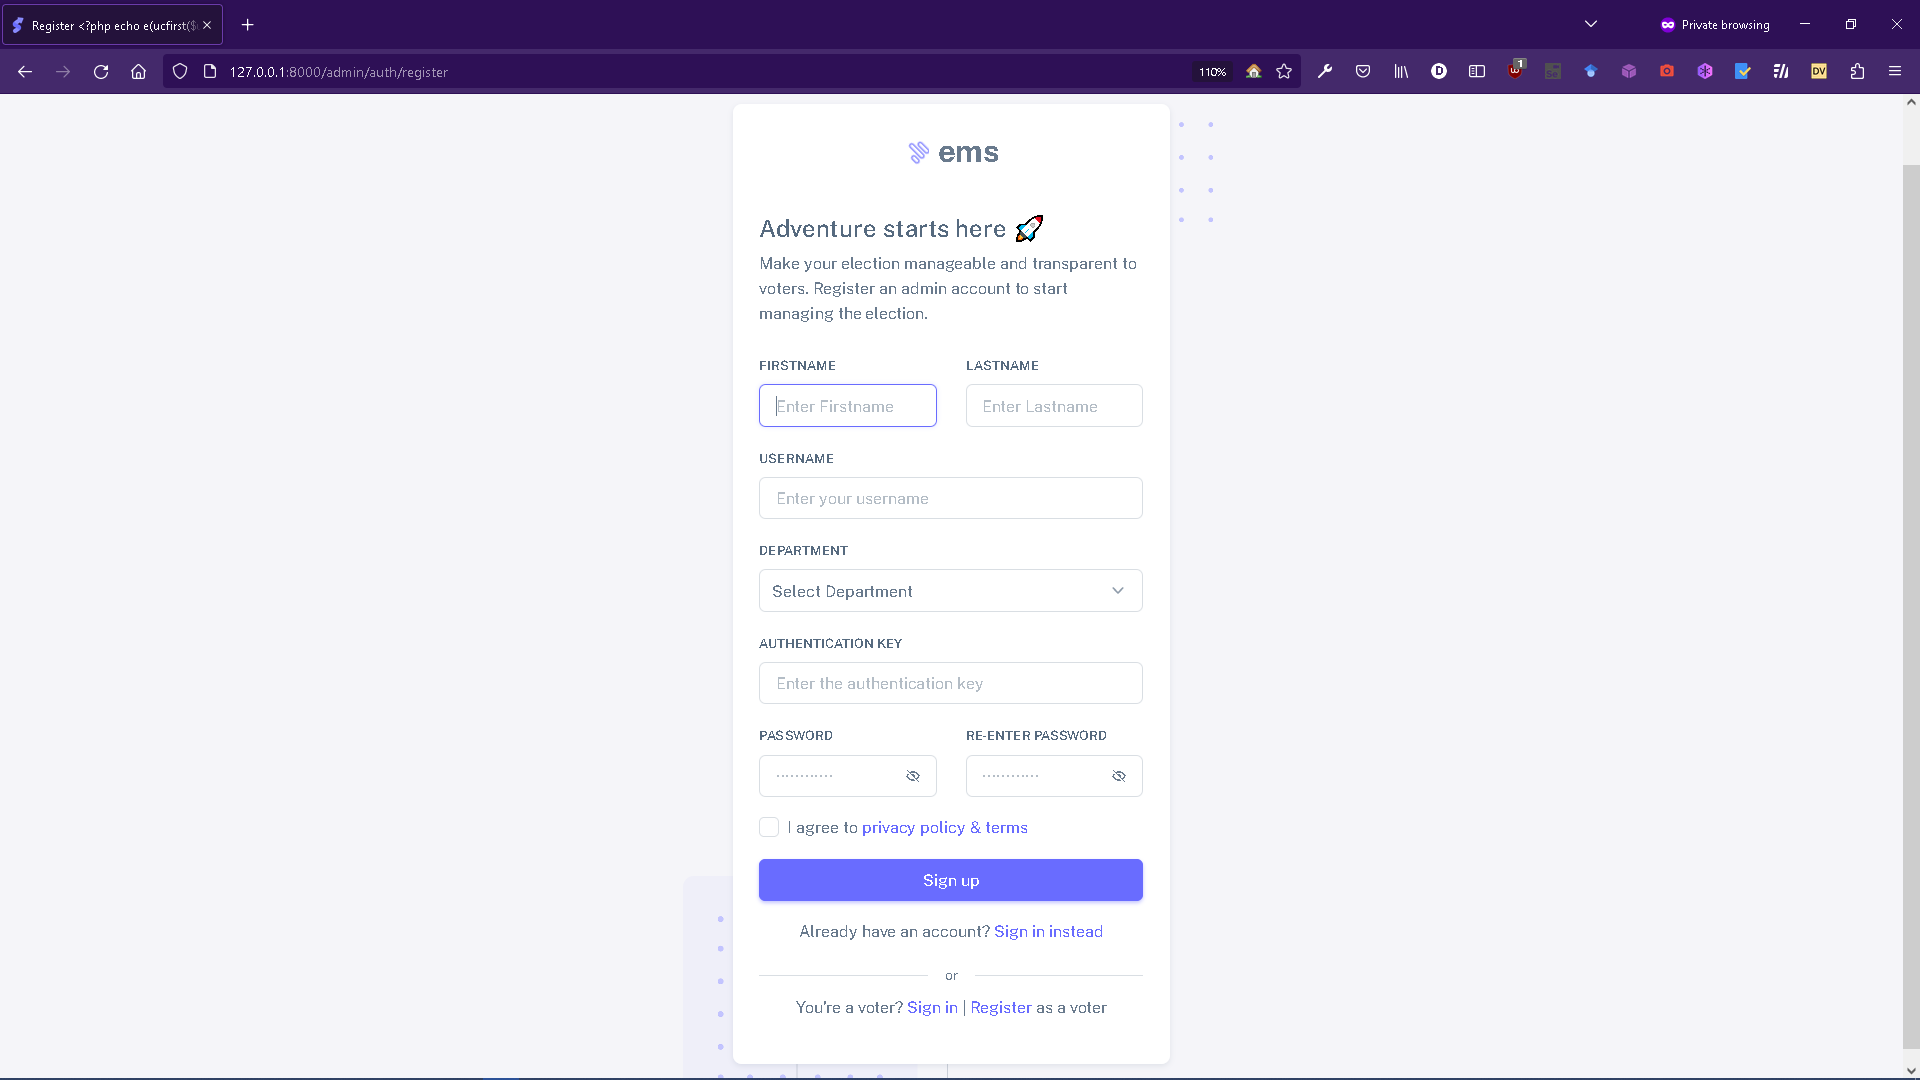 Register <?php echo e(ucfirst($
Private browsing
127.0.0.1:8000/admin/auth/register
110%
1
DV
ems
Adventure starts here 🚀
Make your election manageable and transparent to
voters. Register an admin account to start
managing the election.
FIRSTNAME
LASTNAME
Enter Firstname
Enter Lastname
USERNAME
Enter your username
DEPARTMENT
Select Department
AUTHENTICATION KEY
Enter the authentication key
PASSWORD
RE-ENTER PASSWORD
············
············
I agree to privacy policy & terms
Sign up
Already have an account? Sign in instead
or
You're a voter? Sign in | Register as a voter